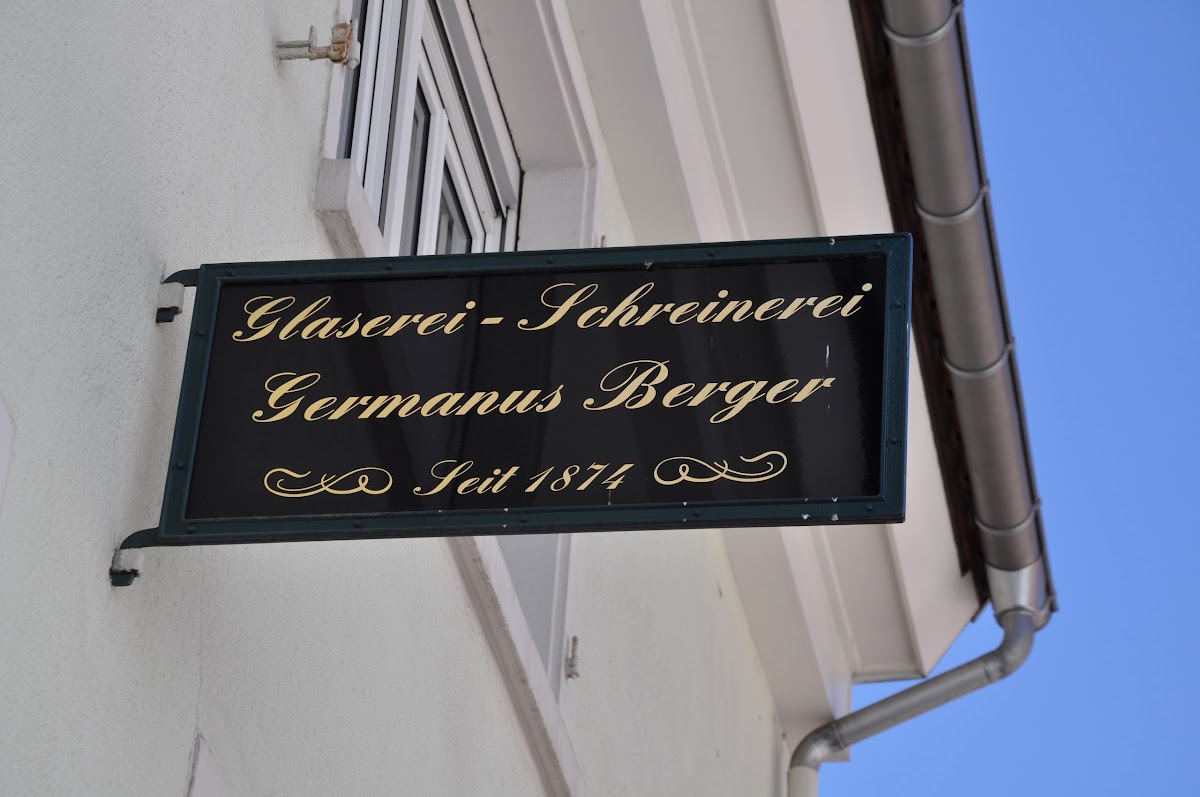 Glaserei - Schreinerei
Germanus Berger
Seit 1874